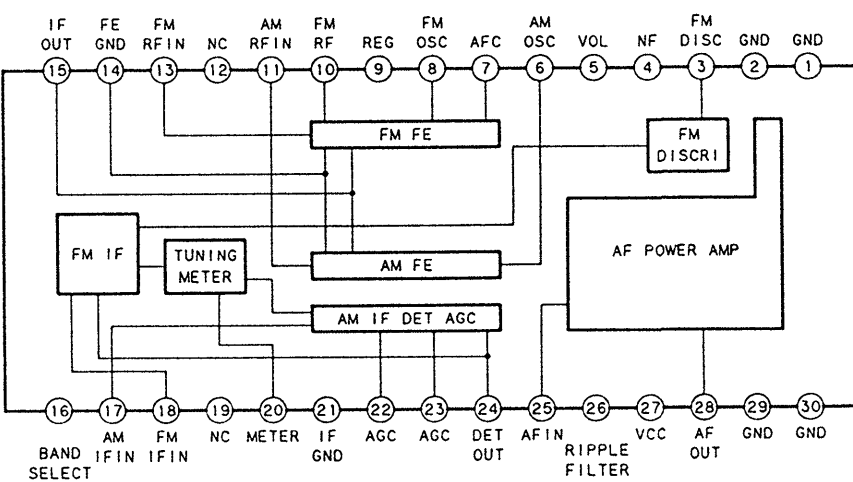 IF OUT
FE GND
FM RFIN
NC
AM RFIN
FM RF
REG
FM OSC
AFC
AM OSC
VOL
NF
FM DISC
GND
GND
15 14 13 12 11 10 9 8 7 6 5 4 3 2 1
FM FE
FM
DISCRI
FM IF
TUNING
METER
AM FE
AF POWER AMP
AM IF DET AGC
16 17 18 19 20 21 22 23 24 25 26 27 28 29 30
BAND
SELECT
AM
IFIN
FM
IFIN
NC
METER
IF
GND
AGC
AGC
DET
OUT
AFIN
RIPPLE
FILTER
VCC
AF
OUT
GND
GND